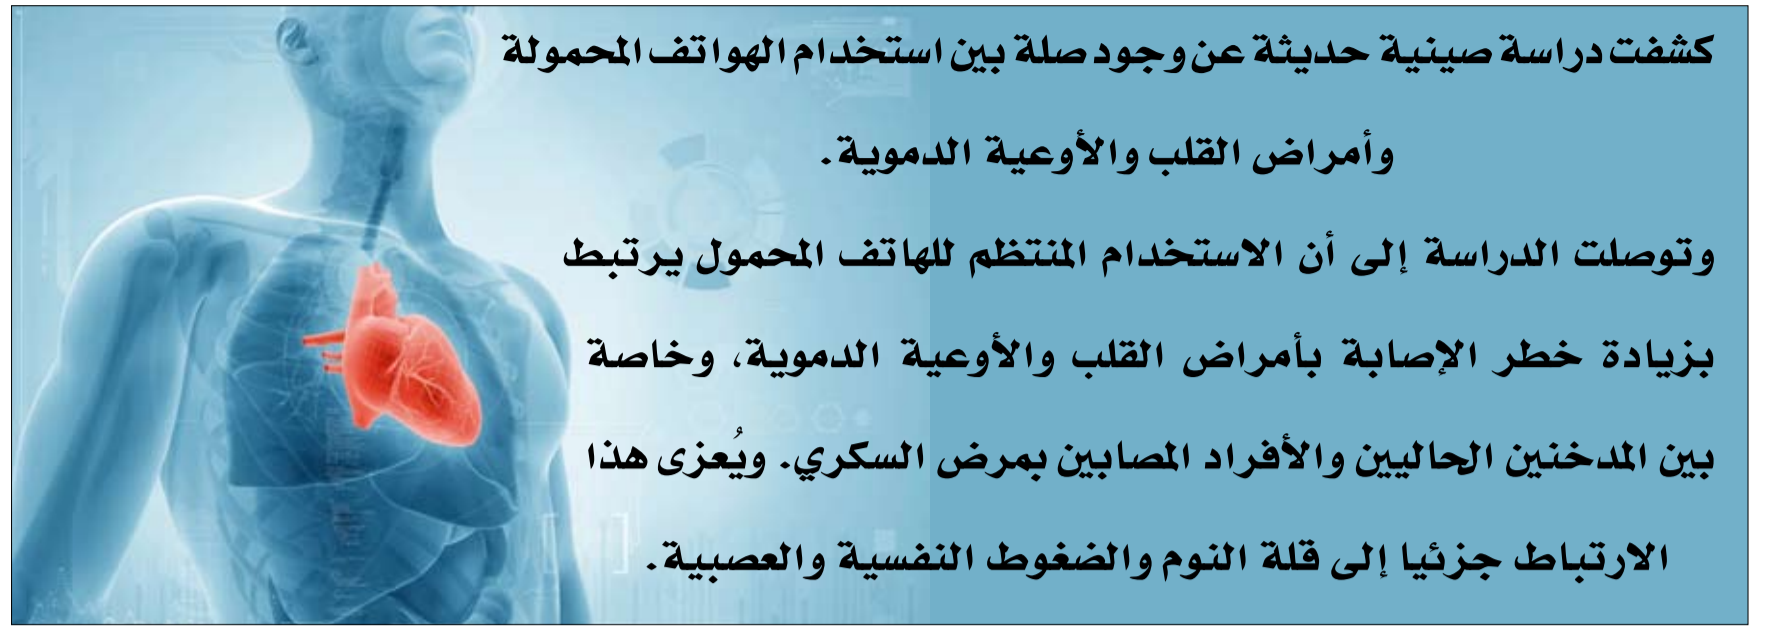 كشفت دراسة صينية حديثة عن وجود صلة بين استخدام الهواتف المحمولة
وأمراض القلب والأوعية الدموية.
وتوصلت الدراسة إلى أن الاستخدام المنتظم للهاتف المحمول يرتبط
بزيادة خطر الإصابة بأمراض القلب والأوعية الدموية، وخاصة
بين المدخنين الحاليين والأفراد المصابين بمرض السكري. ويُعزى هذا
الارتباط جزئيا إلى قلة النوم والضغوط النفسية والعصبية.